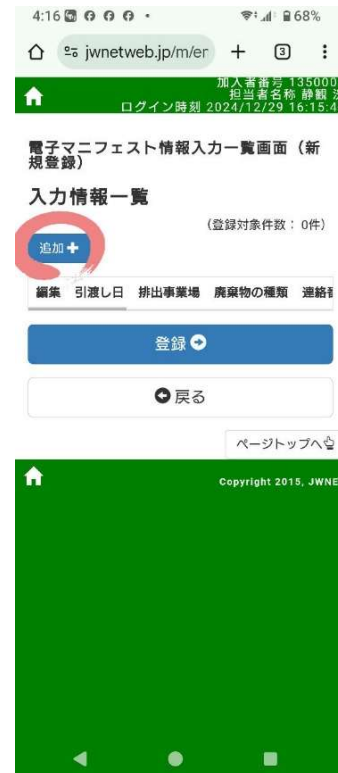 4:16
68%
jwnetweb.jp/m/er
3
加入者番号 135000
担当者名称 静観
ログイン時刻 2024/12/29 16:15:4
電子マニフェスト情報入力一覧画面（新
規登録）
入力情報一覧
（登録対象件数： 0件）
追加
編集 引渡し日 排出事業場 廃棄物の種類 連絡
登録
戻る
ページトップへ
Copyright 2015, JWNE